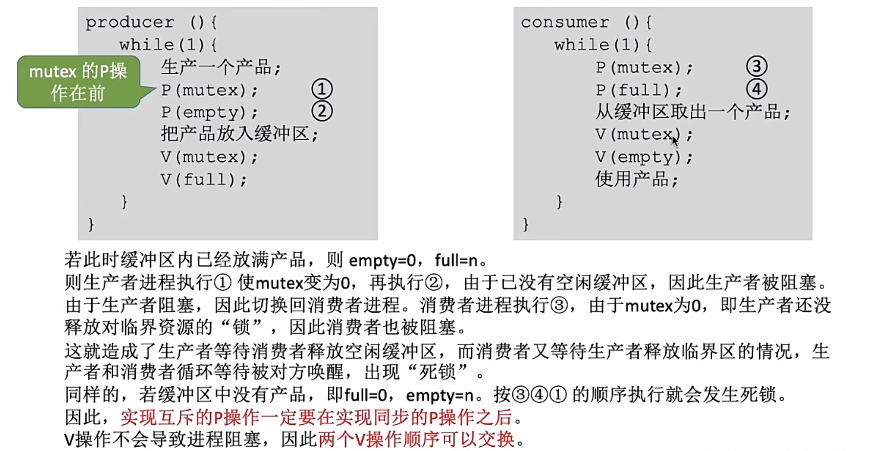 producer (){
while(1){
生产一个产品;
mutex 的P操
作在前
P(mutex); ①
P(empty); ②
把产品放入缓冲区;
V(mutex);
V(full);
}
}
consumer (){
while(1){
P(mutex); ③
P(full); ④
从缓冲区取出一个产品;
V(mutex);
V(empty);
使用产品;
}
}
若此时缓冲区内已经放满产品，则 empty=0，full=n。
则生产者进程执行① 使mutex变为0，再执行②，由于已没有空闲缓冲区，因此生产者被阻塞。
由于生产者阻塞，因此切换回消费者进程。消费者进程执行③，由于mutex为0，即生产者还没
释放对临界资源的“锁”，因此消费者也被阻塞。
这就造成了生产者等待消费者释放空闲缓冲区，而消费者又等待生产者释放临界区的情况，生
产者和消费者循环等待被对方唤醒，出现“死锁”。
同样的，若缓冲区中没有产品，即full=0，empty=n。按③④① 的顺序执行就会发生死锁。
因此，实现互斥的P操作一定要在实现同步的P操作之后。
V操作不会导致进程阻塞，因此两个V操作顺序可以交换。